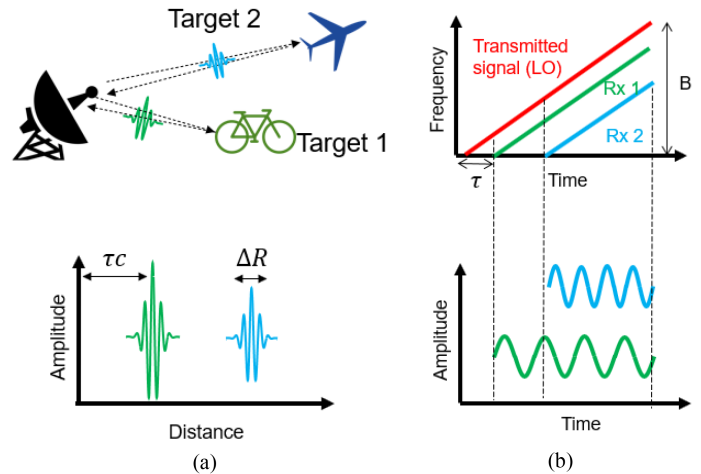 Target 2
Target 1
Amplitude
τc
ΔR
Distance
(a)
Frequency
Transmitted
signal (LO)
Rx 1
Rx 2
B
τ
Time
Amplitude
Time
(b)